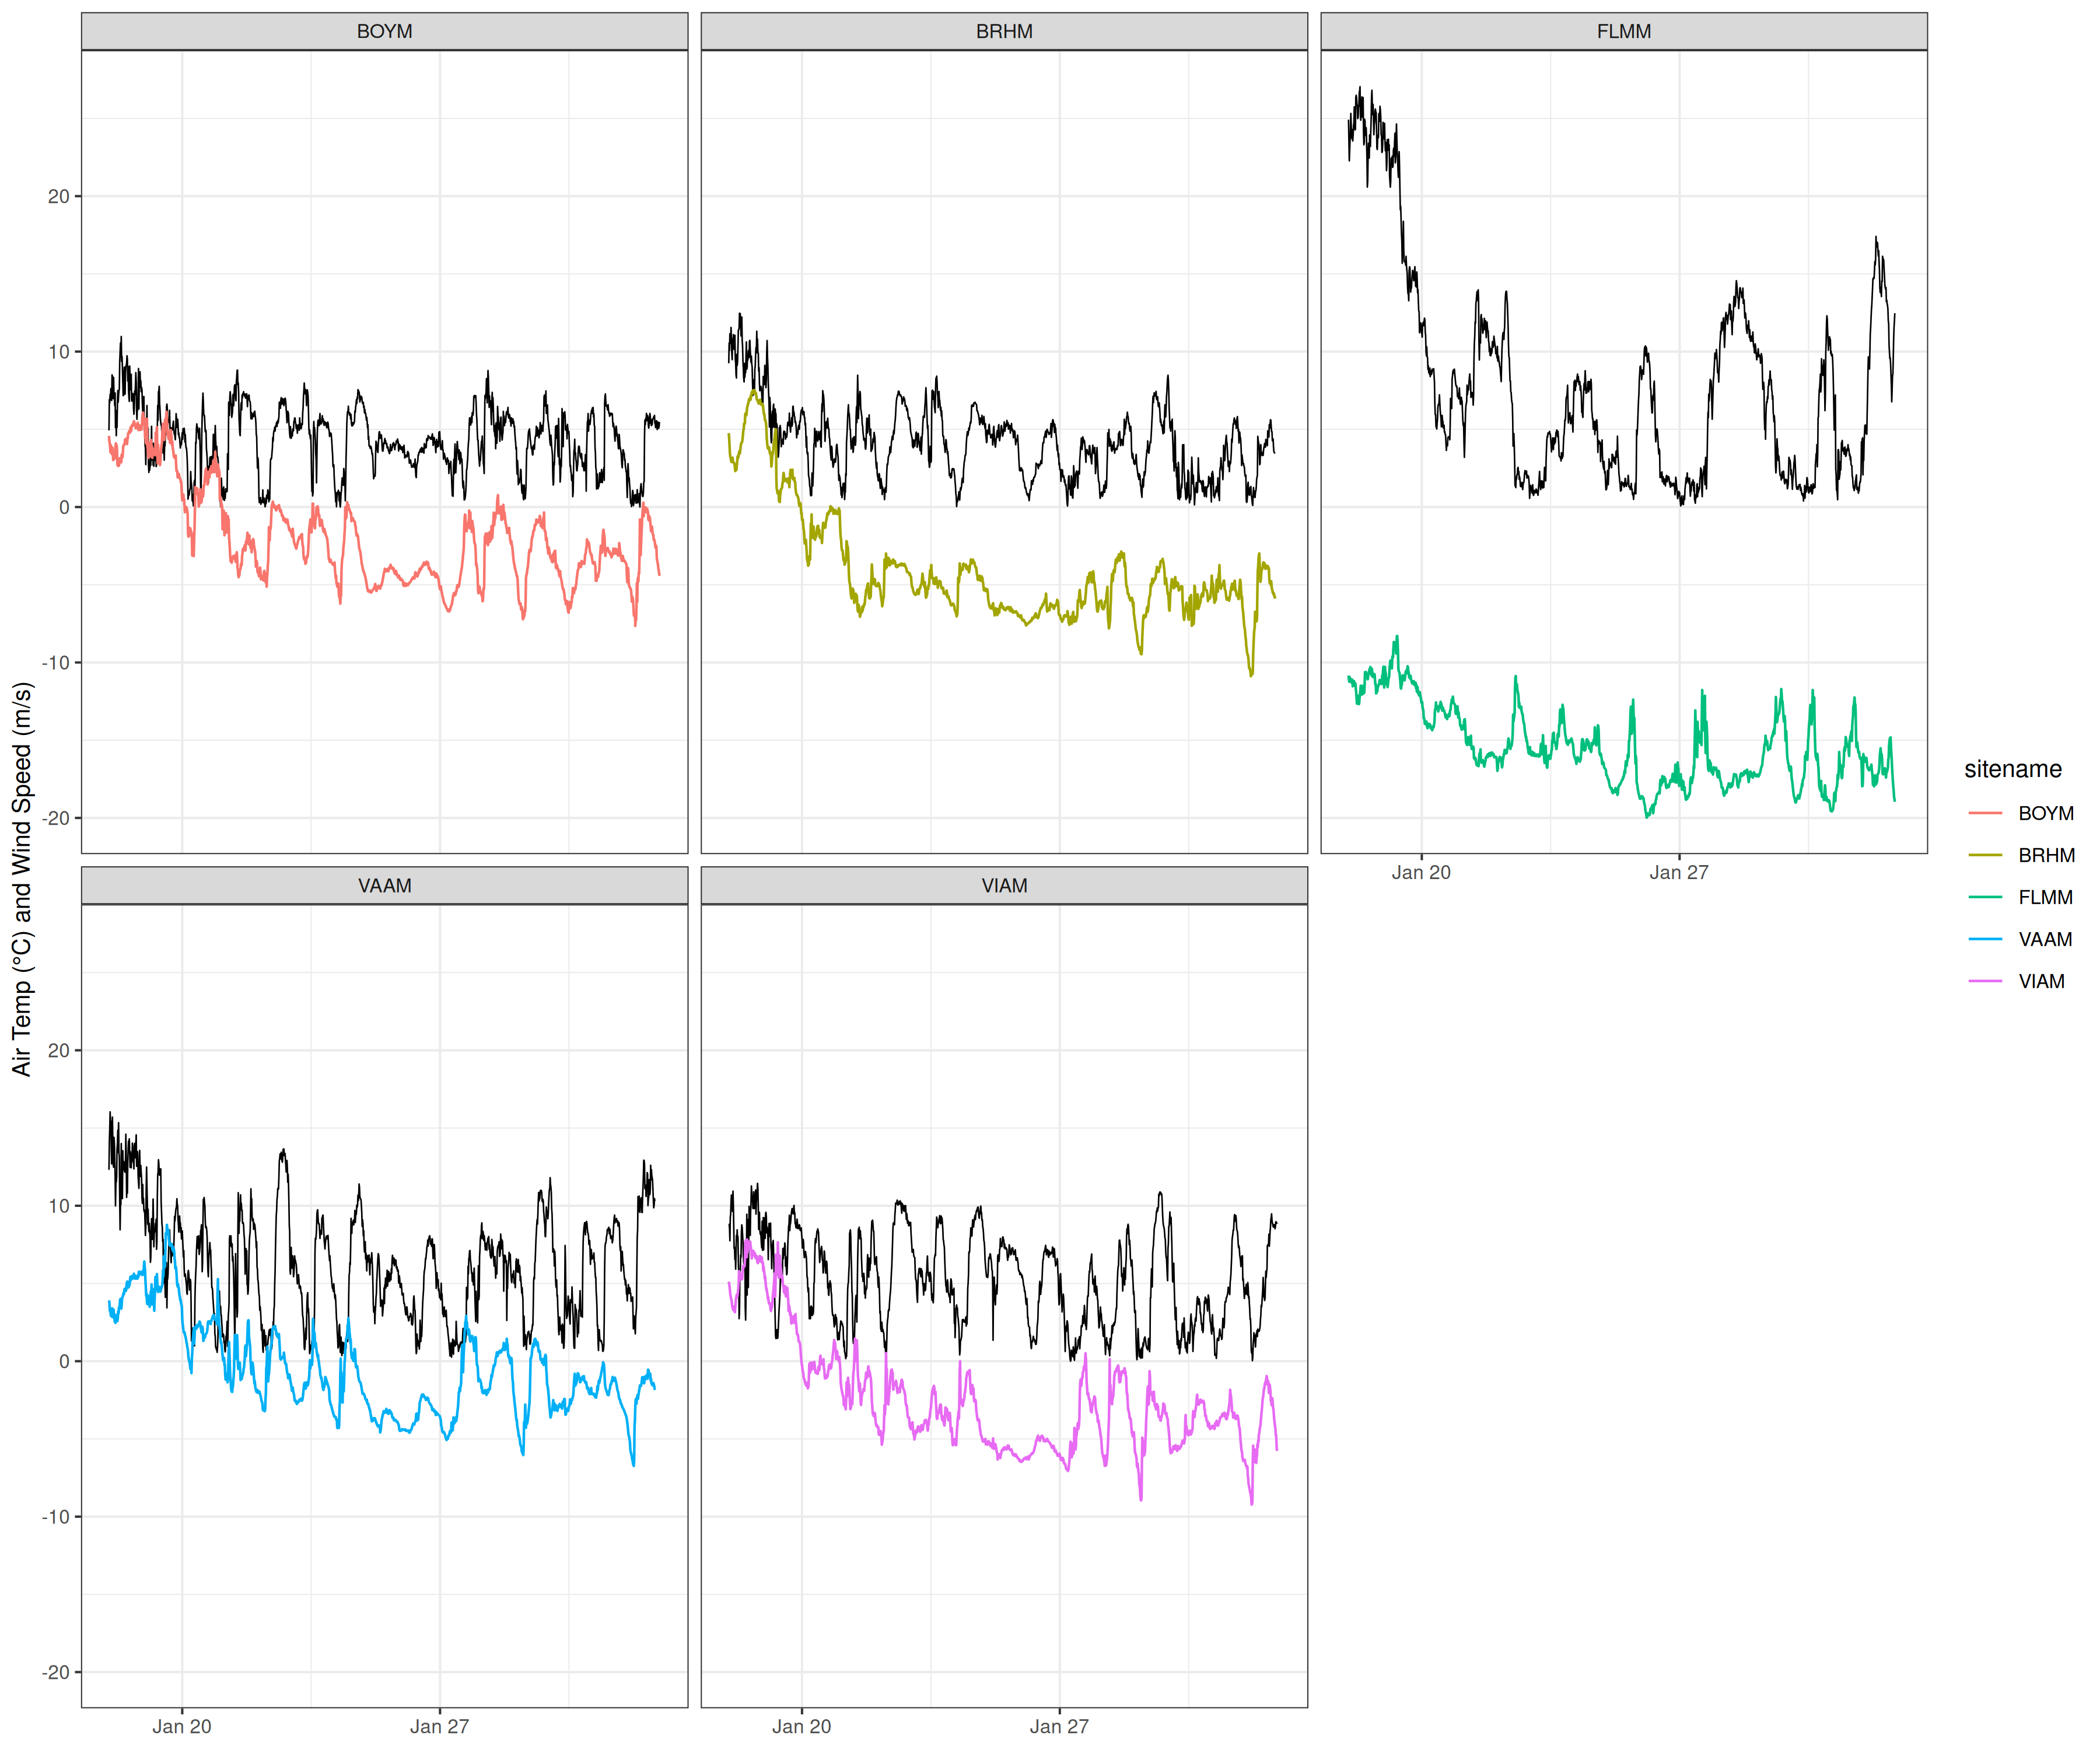 BOYM
BRHM
FLMM
20
10
0
-10
-20
Jan 20
Jan 27
VAAM
VIAM
20
10
0
-10
-20
Jan 20
Jan 27
Jan 20
Jan 27
Air Temp (°C) and Wind Speed (m/s)
sitename
BOYM
BRHM
FLMM
VAAM
VIAM